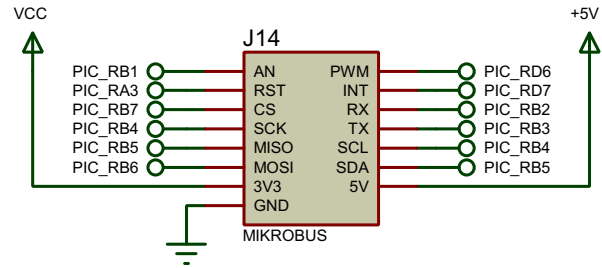 VCC +5V
J14
PIC_RB1 AN PWM PIC_RD6
PIC_RA3 RST INT PIC_RD7
PIC_RB7 CS RX PIC_RB2
PIC_RB4 SCK TX PIC_RB3
PIC_RB5 MISO SCL PIC_RB4
PIC_RB6 MOSI SDA PIC_RB5
3V3 5V
GND
MIKROBUS